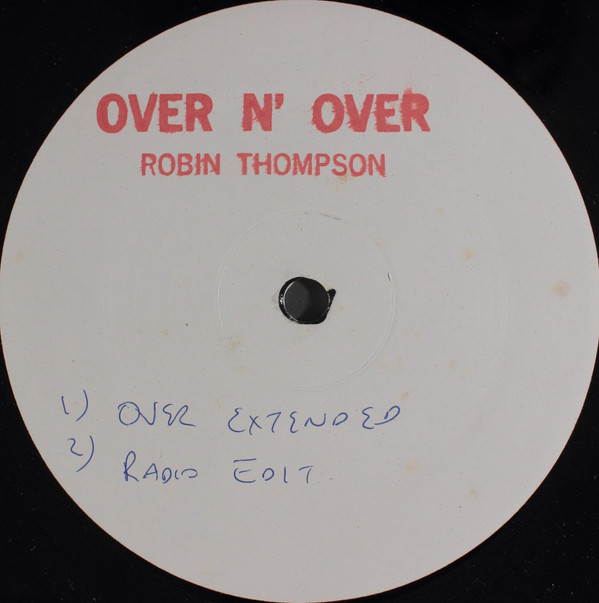 OVER N' OVER
ROBIN THOMPSON
1) OVER EXTENDED
2) RADIO EDIT